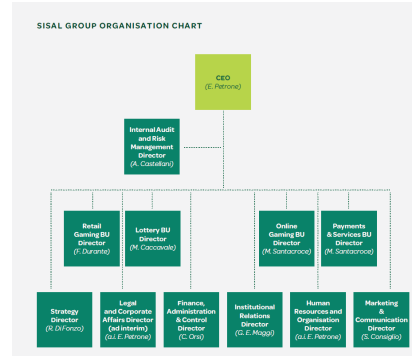 SISAL GROUP ORGANISATION CHART
CEO
(E. Petrone)
Internal Audit
and Risk
Management
Director
(A. Castellani)
Retail
Gaming BU
Director
(F. Durante)
Lottery BU
Director
(M. Caccavale)
Online
Gaming BU
Director
(M. Santacroce)
Payments
& Services BU
Director
(M. Santacroce)
Strategy
Director
(R. Di Fonzo)
Legal
and Corporate
Affairs Director
(ad interim)
(a.i. E. Petrone)
Finance,
Administration
& Control
Director
(C. Orsi)
Institutional
Relations
Director
(G. E. Maggi)
Human
Resources and
Organisation
Director
(a.i. E. Petrone)
Marketing
&
Communication
Director
(S. Consiglio)